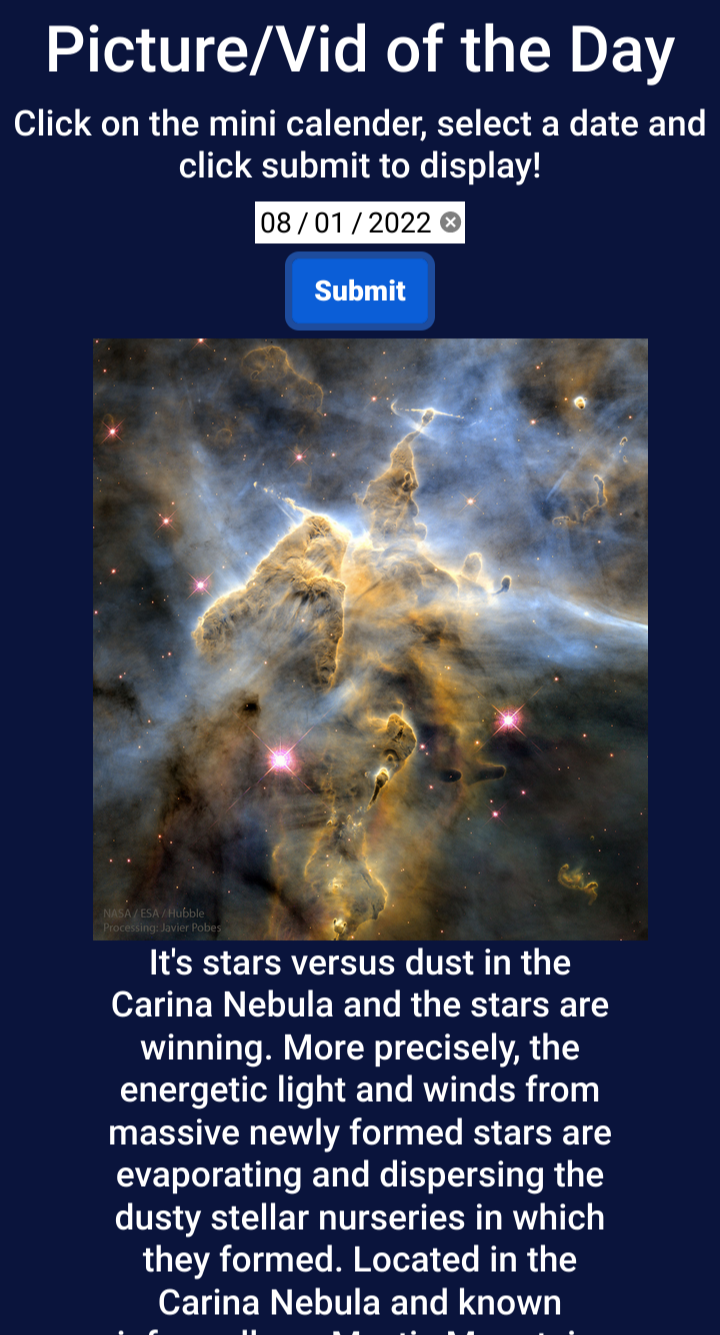 Picture/Vid of the Day
Click on the mini calender, select a date and
click submit to display!
08 / 01 / 2022
Submit
NASA / ESA / Hubble
Processing: Javier Pobes
It's stars versus dust in the
Carina Nebula and the stars are
winning. More precisely, the
energetic light and winds from
massive newly formed stars are
evaporating and dispersing the
dusty stellar nurseries in which
they formed. Located in the
Carina Nebula and known